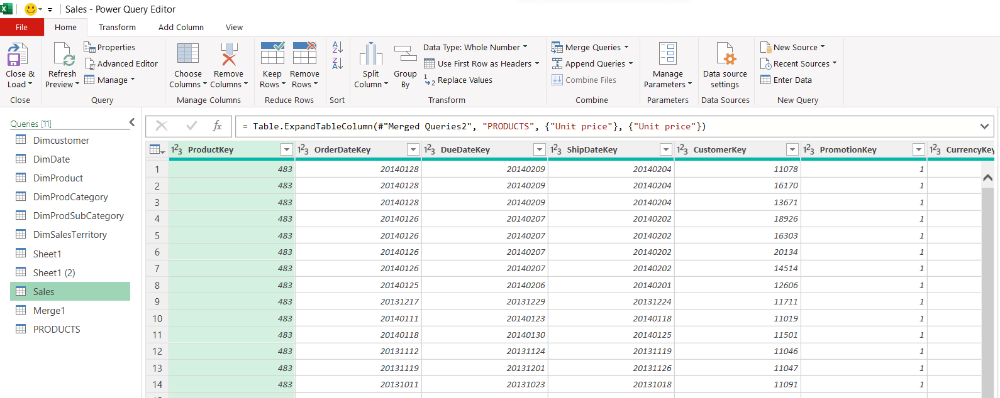 Sales - Power Query Editor
File Home Transform Add Column View
Close & Load
Close
Refresh Preview
Properties
Advanced Editor
Manage
Query
Choose Columns
Remove Columns
Manage Columns
Keep Rows
Remove Rows
Reduce Rows
Sort
Split Column
Group By
Data Type: Whole Number
Use First Row as Headers
Replace Values
Transform
Merge Queries
Append Queries
Combine Files
Combine
Manage Parameters
Parameters
Data source settings
Data Sources
New Source
Recent Sources
Enter Data
New Query
Queries [11]
Dimcustomer
DimDate
DimProduct
DimProdCategory
DimProdSubCategory
DimSalesTerritory
Sheet1
Sheet1 (2)
Sales
Merge1
PRODUCTS
fx = Table.ExpandTableColumn(#"Merged Queries2", "PRODUCTS", {"Unit price"}, {"Unit price"})
ProductKey OrderDateKey DueDateKey ShipDateKey CustomerKey PromotionKey CurrencyKey
1 483 20140128 20140209 20140204 11078 1
2 483 20140128 20140209 20140204 16170 1
3 483 20140128 20140209 20140204 13671 1
4 483 20140126 20140207 20140202 18926 1
5 483 20140126 20140207 20140202 16303 1
6 483 20140126 20140207 20140202 20134 1
7 483 20140126 20140207 20140202 14514 1
8 483 20140125 20140206 20140201 12606 1
9 483 20131217 20131229 20131224 11711 1
10 483 20140111 20140123 20140118 11019 1
11 483 20140118 20140130 20140125 11501 1
12 483 20131112 20131124 20131119 11046 1
13 483 20131119 20131201 20131126 11047 1
14 483 20131011 20131023 20131018 11091 1